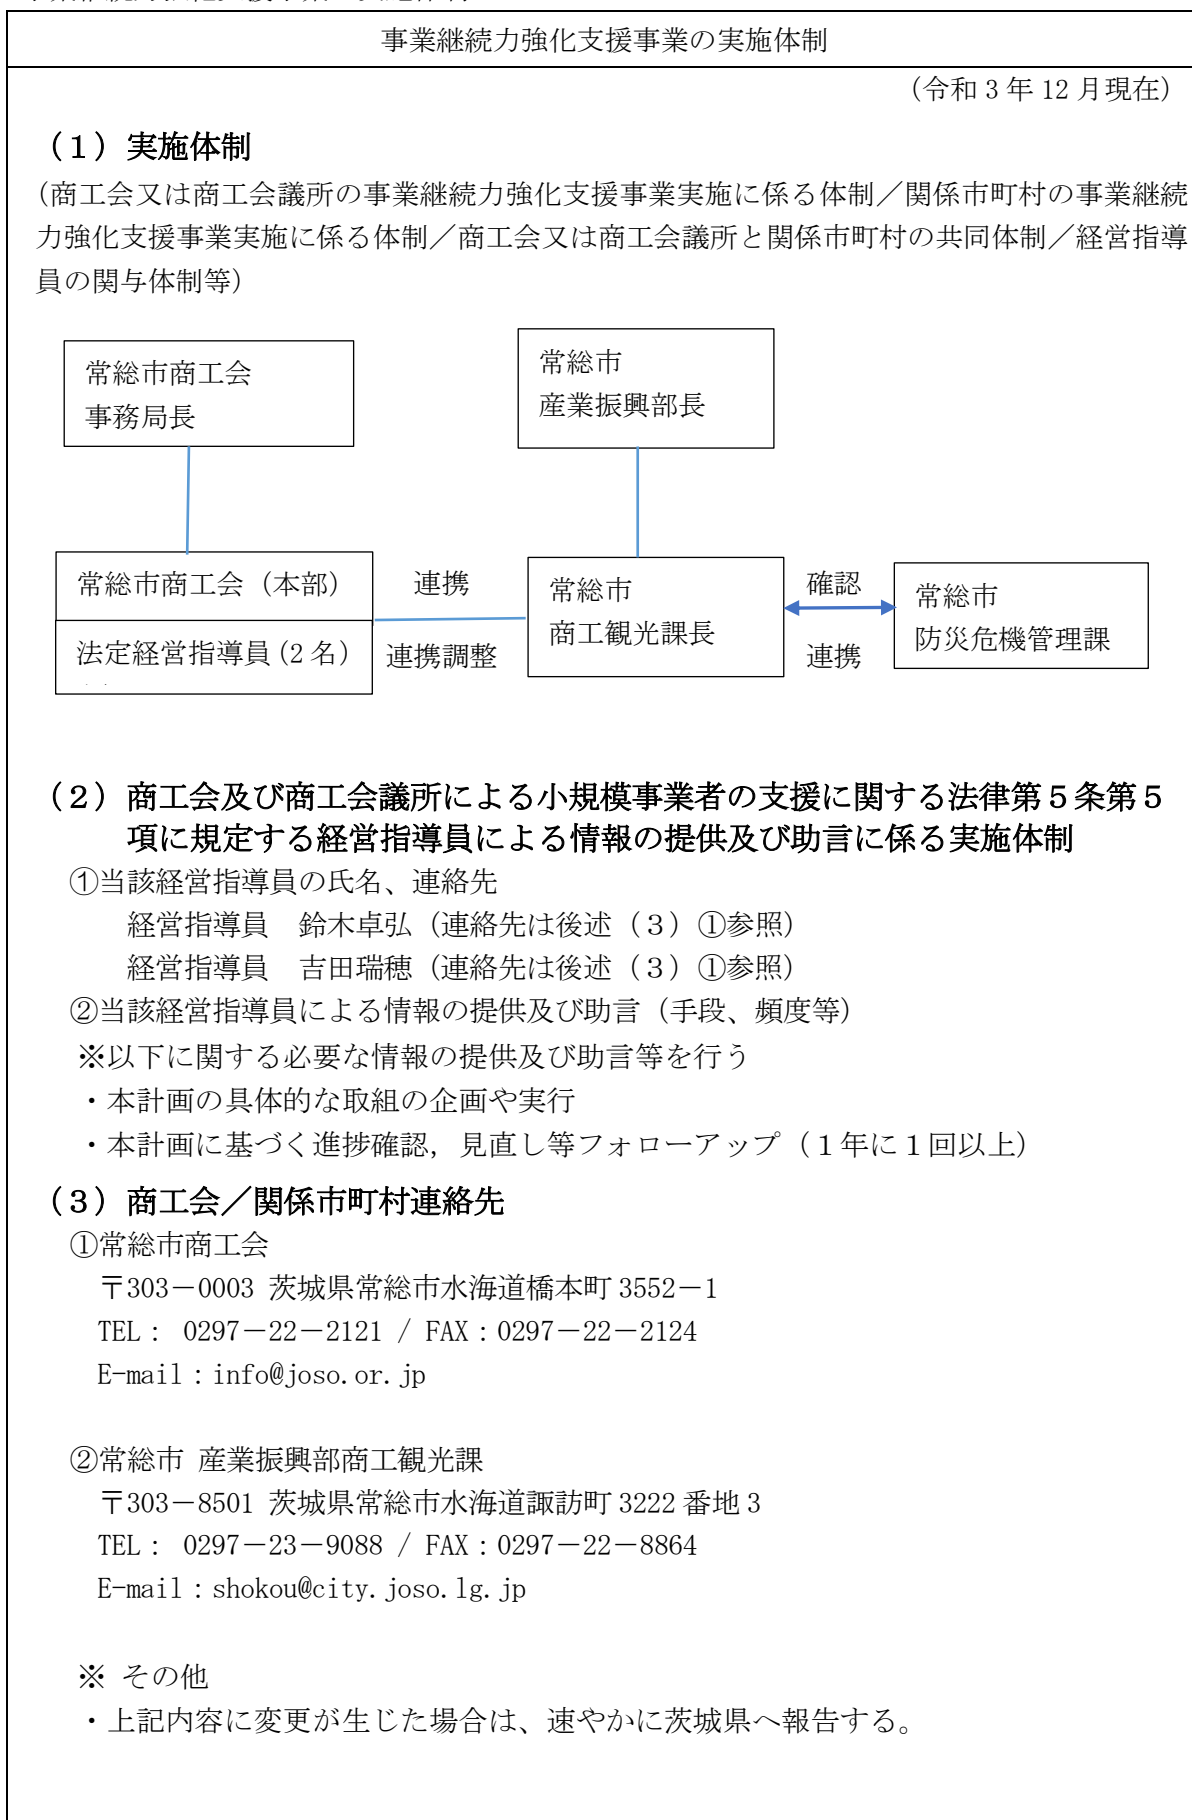 事業継続力強化支援事業の実施体制
（令和 3 年 12 月現在）
（１）実施体制
（商工会又は商工会議所の事業継続力強化支援事業実施に係る体制／関係市町村の事業継続
力強化支援事業実施に係る体制／商工会又は商工会議所と関係市町村の共同体制／経営指導
員の関与体制等）
常総市商工会
事務局長
常総市
産業振興部長
常総市商工会（本部）
法定経営指導員(2 名)
連携
連携調整
常総市
商工観光課長
確認
連携
常総市
防災危機管理課
（２）商工会及び商工会議所による小規模事業者の支援に関する法律第５条第５
項に規定する経営指導員による情報の提供及び助言に係る実施体制
①当該経営指導員の氏名、連絡先
経営指導員　鈴木卓弘（連絡先は後述（３）①参照）
経営指導員　吉田瑞穂（連絡先は後述（３）①参照）
②当該経営指導員による情報の提供及び助言（手段、頻度等）
※以下に関する必要な情報の提供及び助言等を行う
・本計画の具体的な取組の企画や実行
・本計画に基づく進捗確認，見直し等フォローアップ（１年に１回以上）
（３）商工会／関係市町村連絡先
①常総市商工会
〒303－0003 茨城県常総市水海道橋本町 3552－1
TEL： 0297－22－2121 / FAX：0297－22－2124
E-mail：info@joso.or.jp
②常総市 産業振興部商工観光課
〒303－8501 茨城県常総市水海道諏訪町 3222 番地 3
TEL： 0297－23－9088 / FAX：0297－22－8864
E-mail：shokou@city.joso.lg.jp
※ その他
・上記内容に変更が生じた場合は、速やかに茨城県へ報告する。